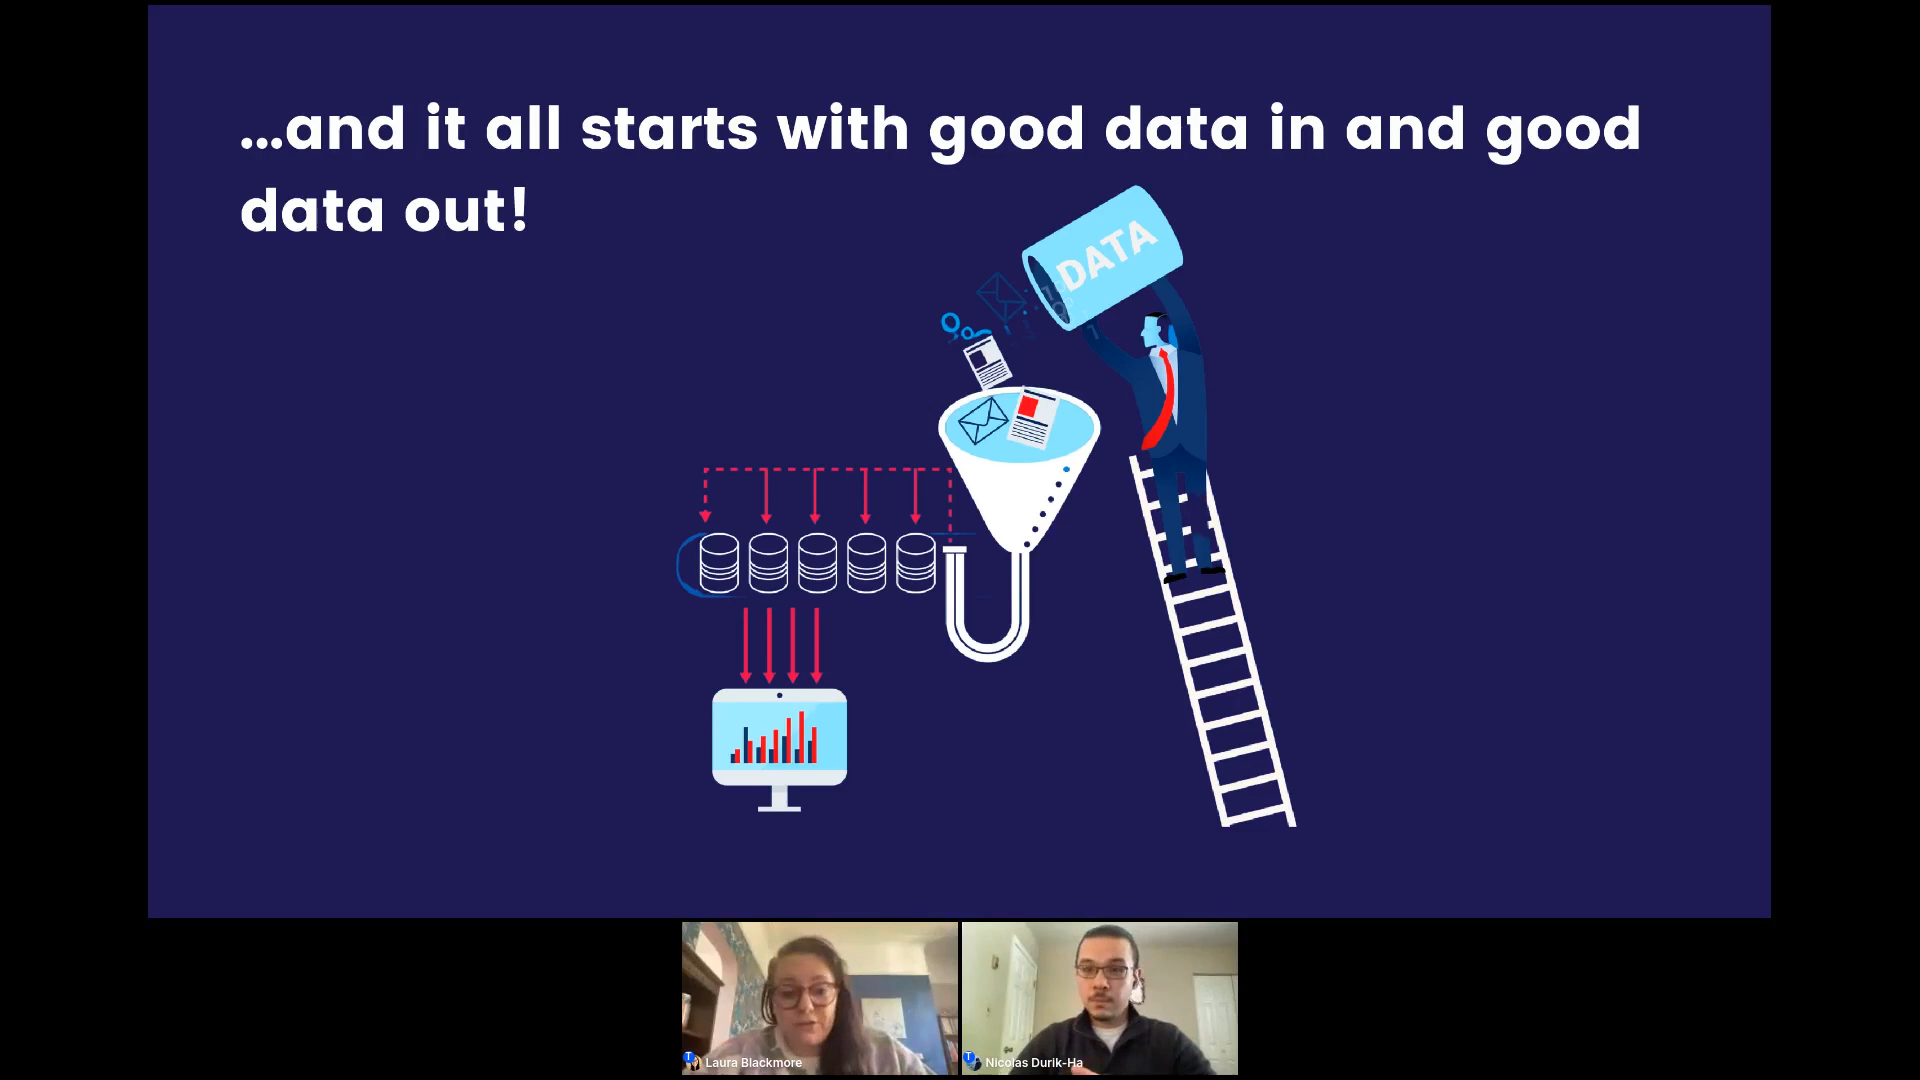 ...and it all starts with good data in and good
data out!
DATA
Laura Blackmore
Nicolas Durik-Ha